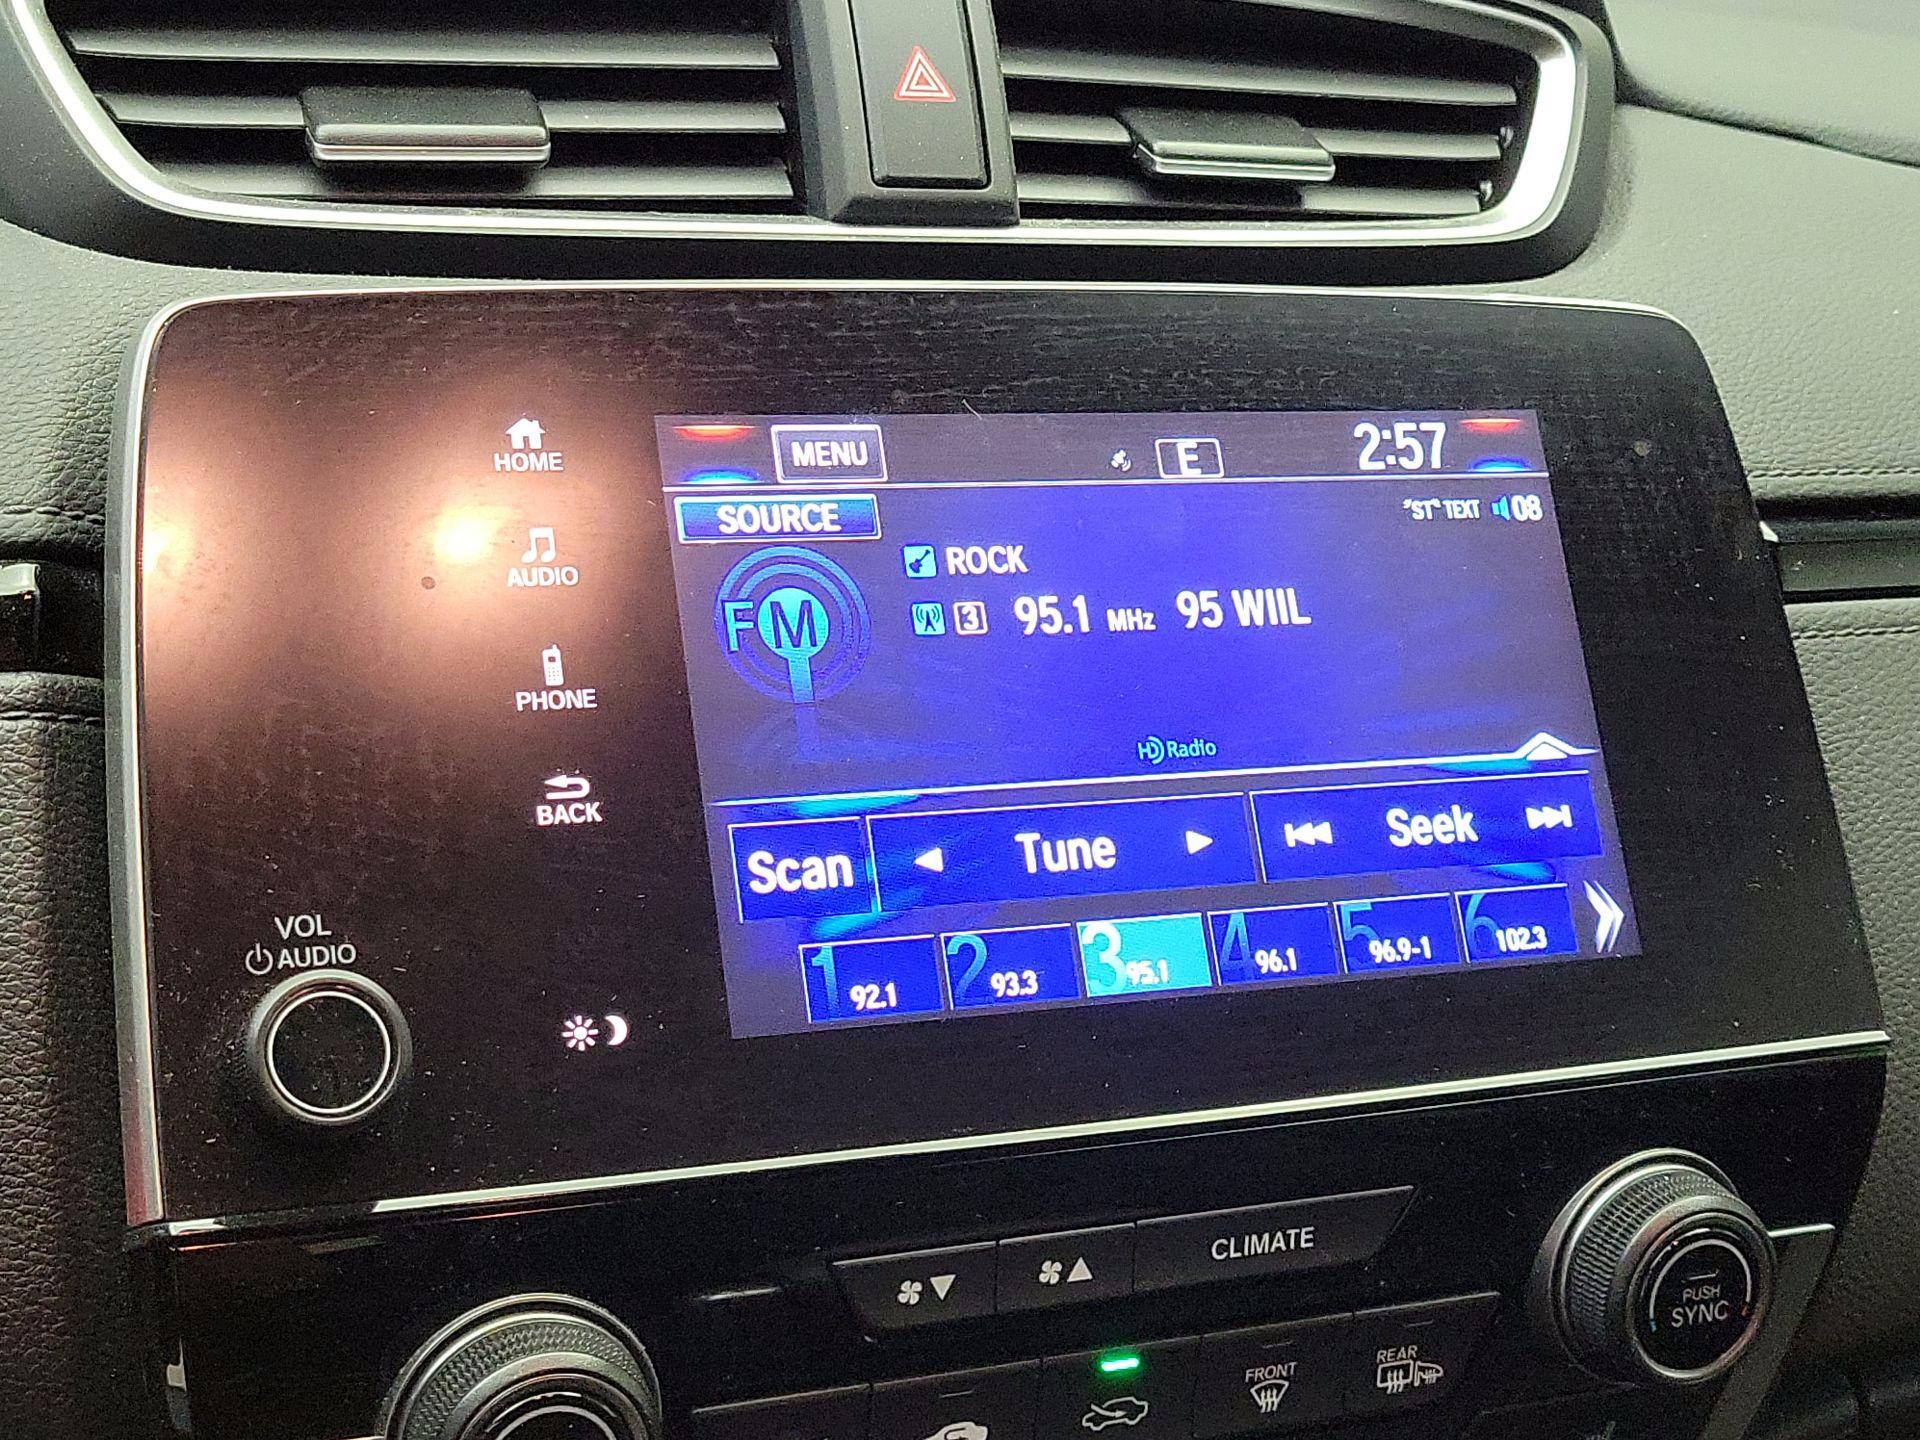 HOME
AUDIO
PHONE
BACK
VOL
AUDIO
MENU
E
2:57
SOURCE
"ST" TEXT 08
FM
ROCK
3 95.1 MHz 95 WIIL
HD Radio
Scan
Tune
Seek
1 92.1
2 93.3
3 95.1
4 96.1
5 96.9-1
6 102.3
CLIMATE
PUSH
SYNC
FRONT
REAR